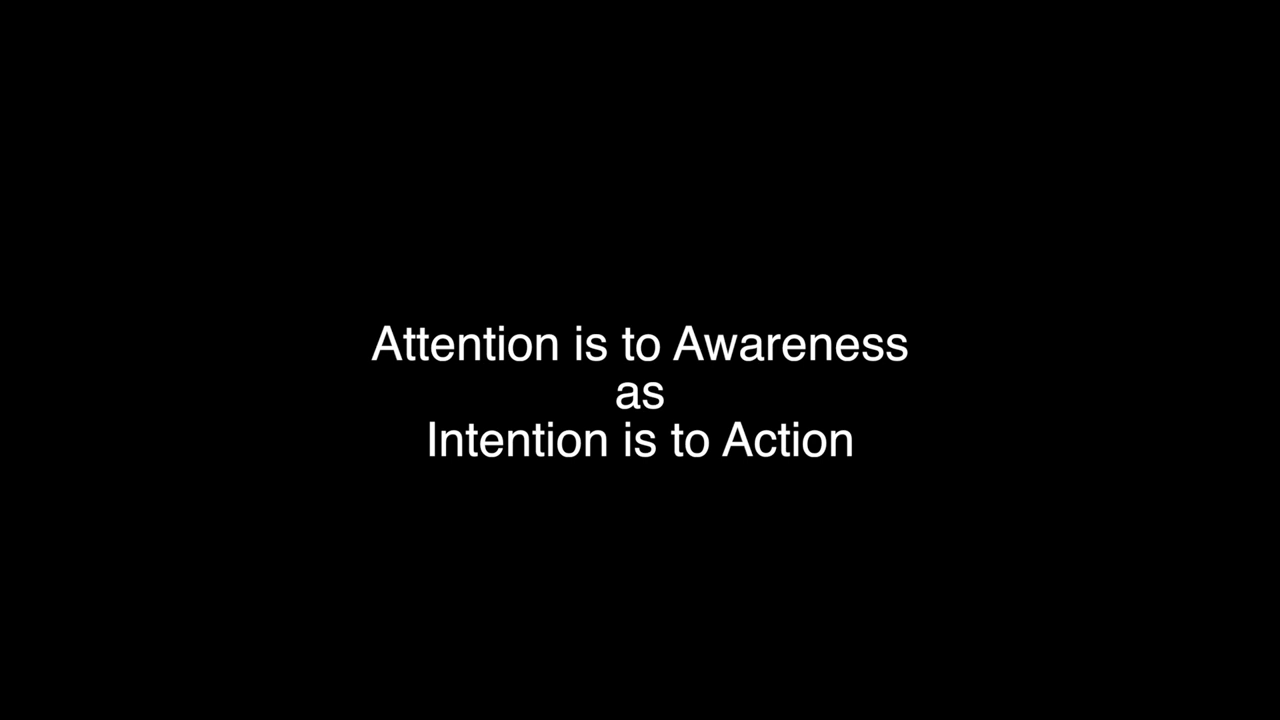 Attention is to Awareness
as
Intention is to Action